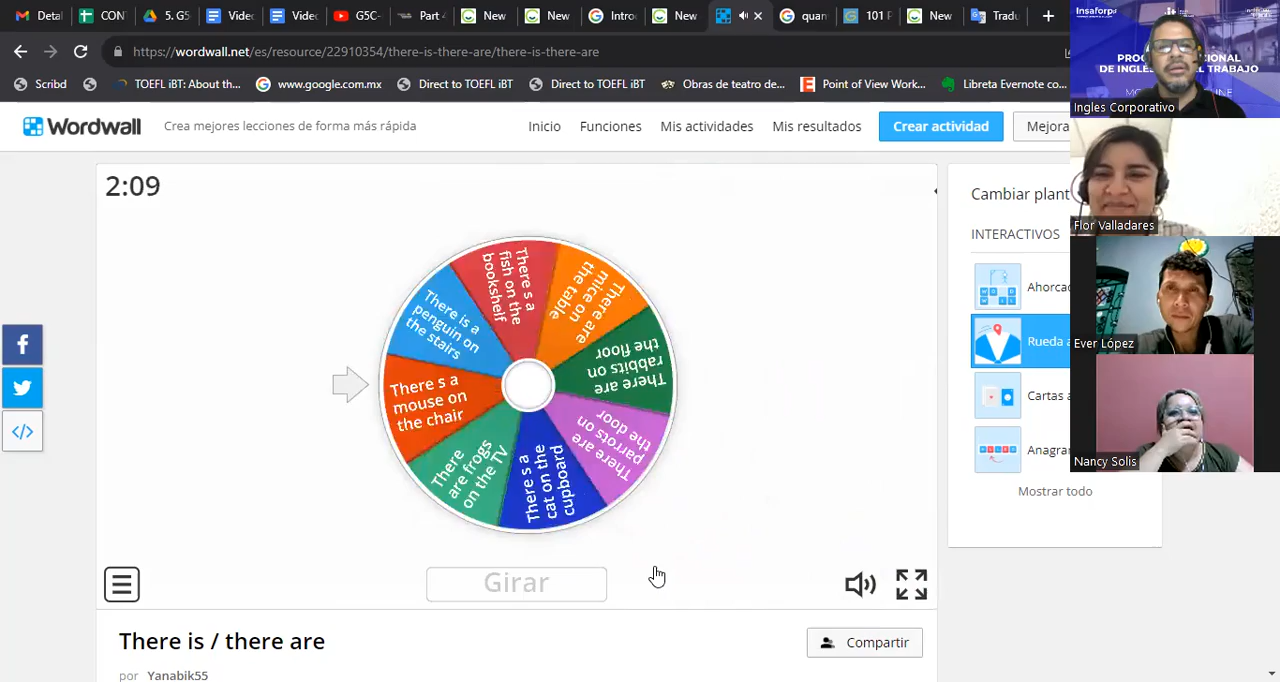 Detal
CON
5. G5
Videc
Videc
G5C-
Part 4
New
New
Intro
New
quan
101 P
New
Tradu
https://wordwall.net/es/resource/22910354/there-is-there-are/there-is-there-are
Scribd
TOEFL iBT: About th...
www.google.com.mx
Direct to TOEFL iBT
Direct to TOEFL iBT
Obras de teatro de...
Point of View Work...
Libreta Evernote co...
Wordwall
Crea mejores lecciones de forma más rápida
Inicio
Funciones
Mis actividades
Mis resultados
Crear actividad
Mejora
2:09
There s a
fish on the
bookshelf
There are
mice on
the table
There are
rabbits on
the floor
There are
parrots on
the door
There s a
cat on the
cupboard
There
are frogs
on the TV
There s a
mouse on
the chair
There is a
penguin on
the stairs
Girar
There is / there are
Compartir
por Yanabik55
Cambiar plant
INTERACTIVOS
Ahorcad
Rueda a
Cartas a
Anagran
Mostrar todo
Insaforp
Ingles Corporativo
Flor Valladares
Ever López
Nancy Solis